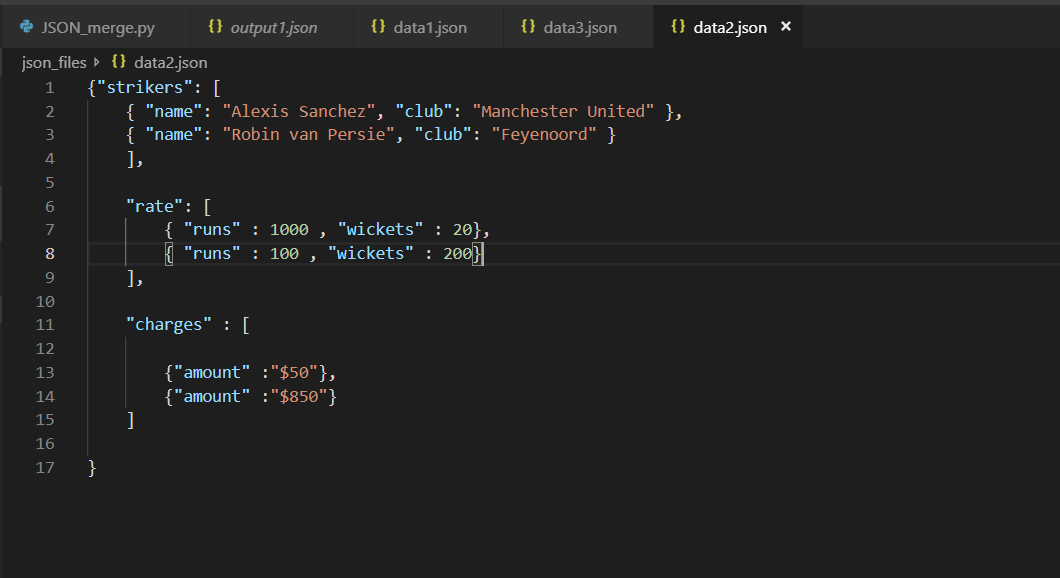 JSON_merge.py {} output1.json {} data1.json {} data3.json {} data2.json ×
json_files {} data2.json
1 {"strikers": [
2 { "name": "Alexis Sanchez", "club": "Manchester United" },
3 { "name": "Robin van Persie", "club": "Feyenoord" }
4 ],
5
6 "rate": [
7 { "runs" : 1000 , "wickets" : 20},
8 { "runs" : 100 , "wickets" : 200}
9 ],
10
11 "charges" : [
12
13 {"amount" :"$50"},
14 {"amount" :"$850"}
15 ]
16
17 }